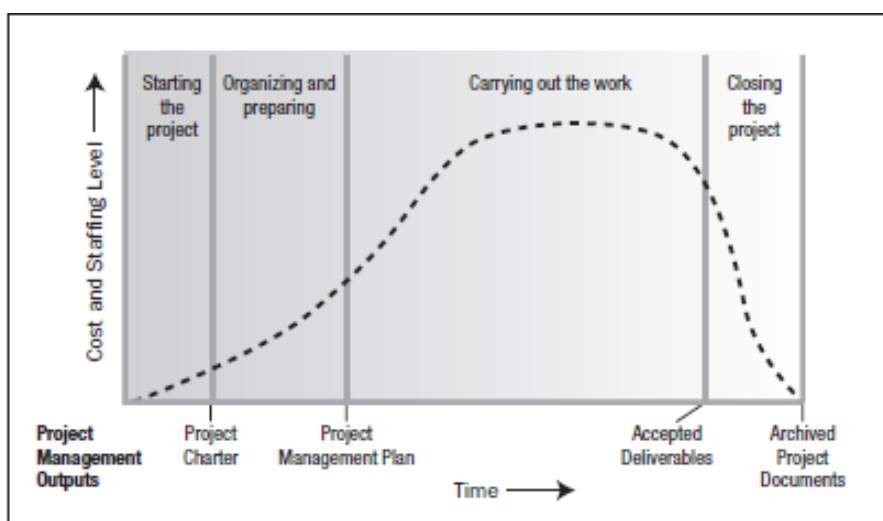 Starting
the
project
Organizing and
preparing
Carrying out the work
Closing
the
project
Cost and Staffing Level
Project
Management
Outputs
Project
Charter
Project
Management Plan
Accepted
Deliverables
Archived
Project
Documents
Time